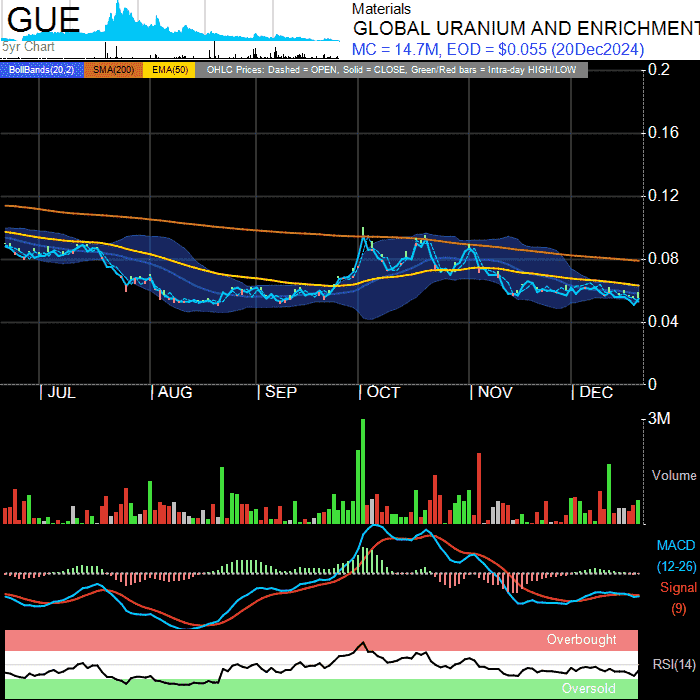 GUE
Materials
GLOBAL URANIUM AND ENRICHMENT
MC = 14.7M, EOD = $0.055 (20Dec2024)
5yr Chart
BollBands(20,2) SMA(200) EMA(50) OHLC Prices: Dashed = OPEN, Solid = CLOSE, Green/Red bars = Intra-day HIGH/LOW
0.2
0.16
0.12
0.08
0.04
0
JUL AUG SEP OCT NOV DEC
3M
Volume
MACD
(12-26)
Signal
(9)
Overbought
RSI(14)
Oversold